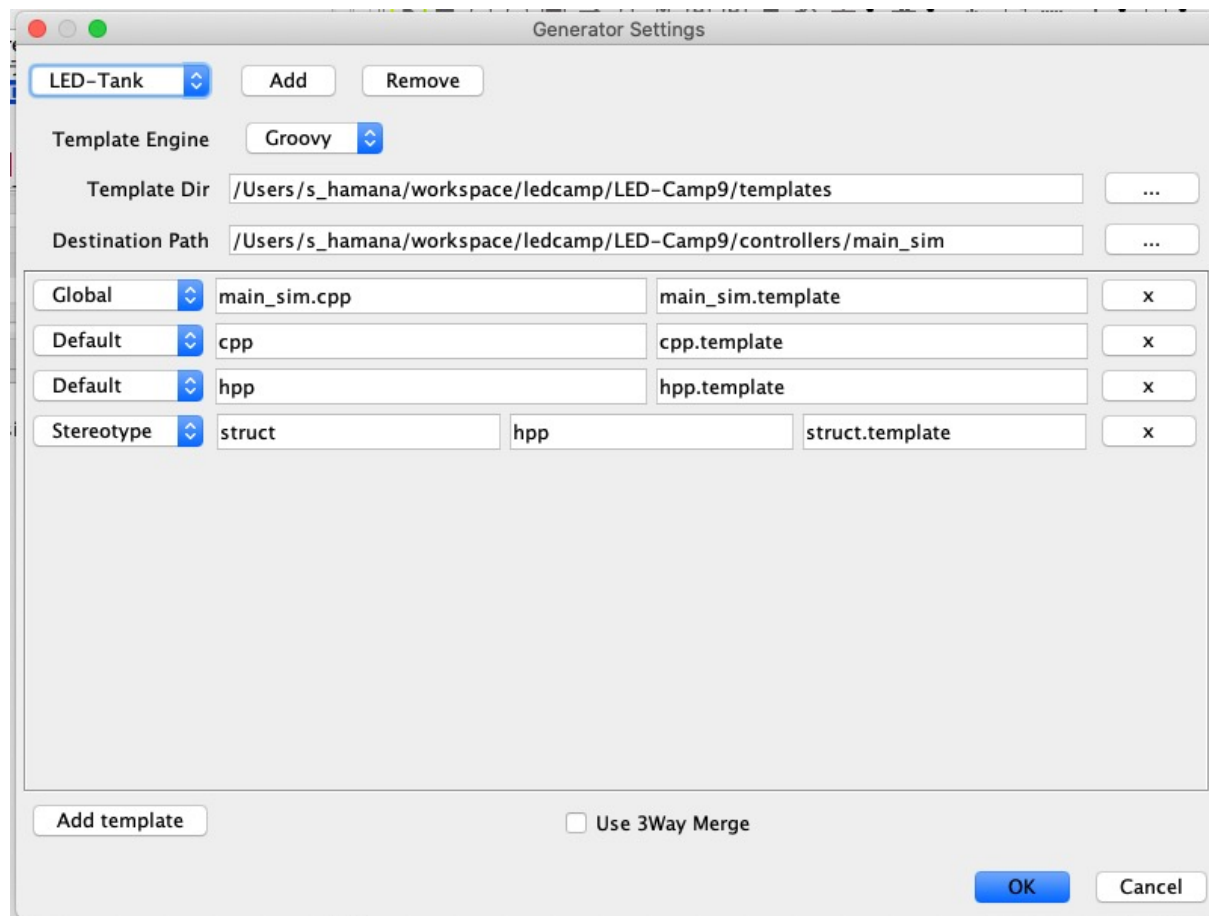 Generator Settings
LED-Tank Add Remove
Template Engine Groovy
Template Dir /Users/s_hamana/workspace/ledcamp/LED-Camp9/templates ...
Destination Path /Users/s_hamana/workspace/ledcamp/LED-Camp9/controllers/main_sim ...
Global main_sim.cpp main_sim.template x
Default cpp cpp.template x
Default hpp hpp.template x
Stereotype struct hpp struct.template x
Add template Use 3Way Merge
OK Cancel